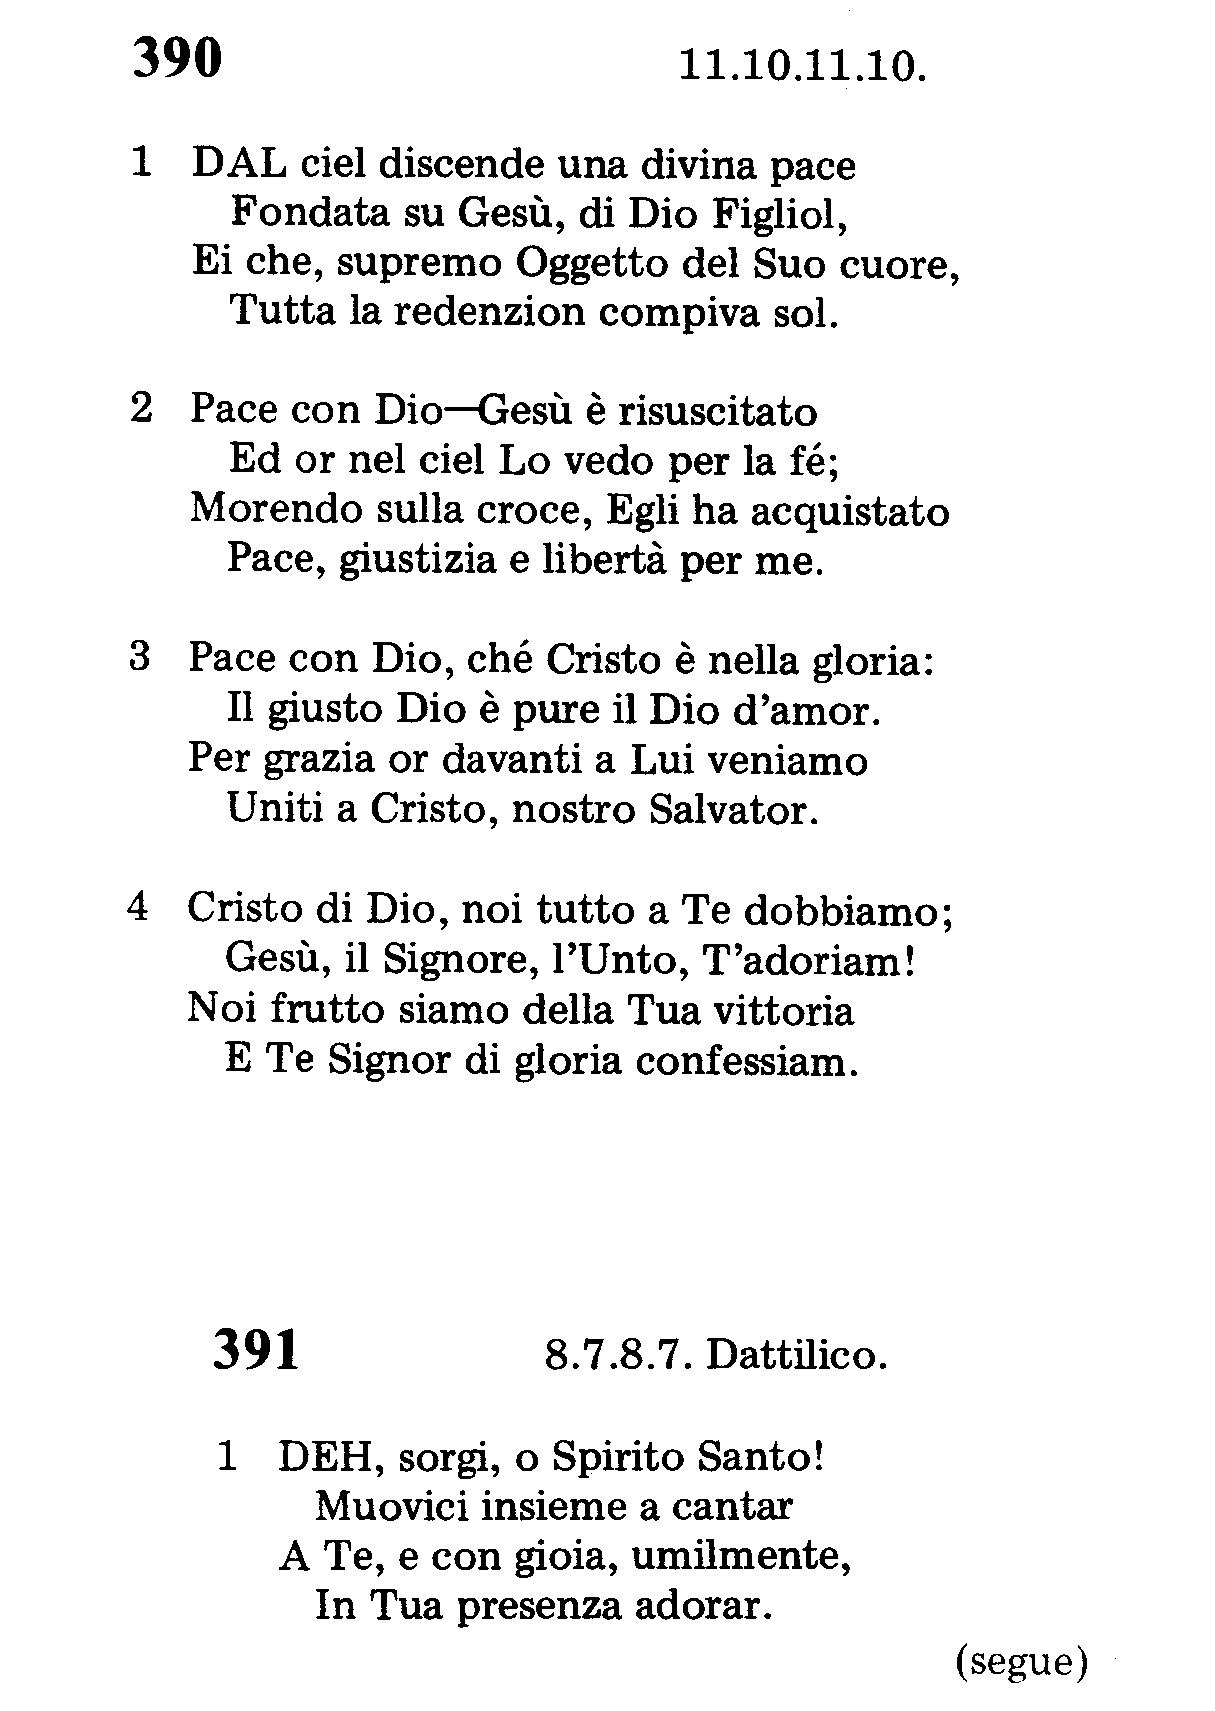 390 11.10.11.10.
1 DAL ciel discende una divina pace
Fondata su Gesù, di Dio Figliol,
Ei che, supremo Oggetto del Suo cuore,
Tutta la redenzion compiva sol.
2 Pace con Dio—Gesù è risuscitato
Ed or nel ciel Lo vedo per la fé;
Morendo sulla croce, Egli ha acquistato
Pace, giustizia e libertà per me.
3 Pace con Dio, ché Cristo è nella gloria:
Il giusto Dio è pure il Dio d'amor.
Per grazia or davanti a Lui veniamo
Uniti a Cristo, nostro Salvator.
4 Cristo di Dio, noi tutto a Te dobbiamo;
Gesù, il Signore, l'Unto, T'adoriam!
Noi frutto siamo della Tua vittoria
E Te Signor di gloria confessiam.
391 8.7.8.7. Dattilico.
1 DEH, sorgi, o Spirito Santo!
Muovici insieme a cantar
A Te, e con gioia, umilmente,
In Tua presenza adorar.
(segue)